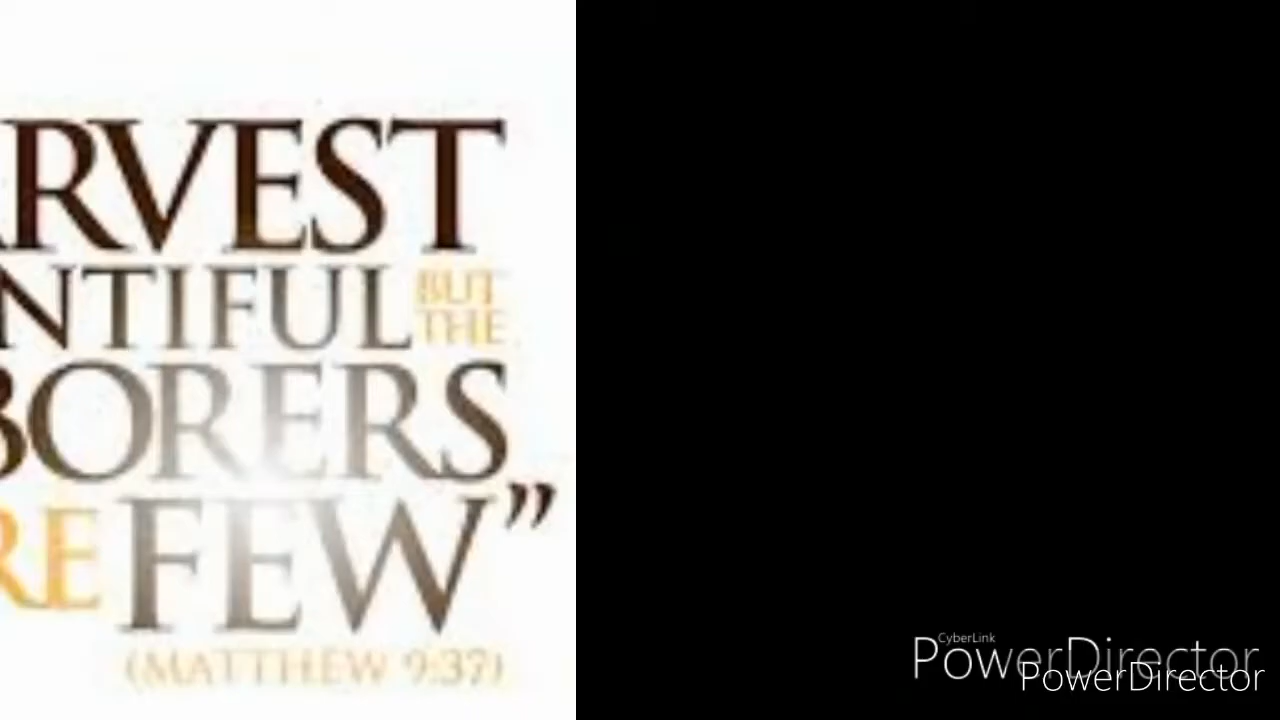 RVEST
NTIFUL BUT
THE
BORERS
RE FEW”
(MATTHEW 9:37)
CyberLink
PowerDirector
PowerDirector